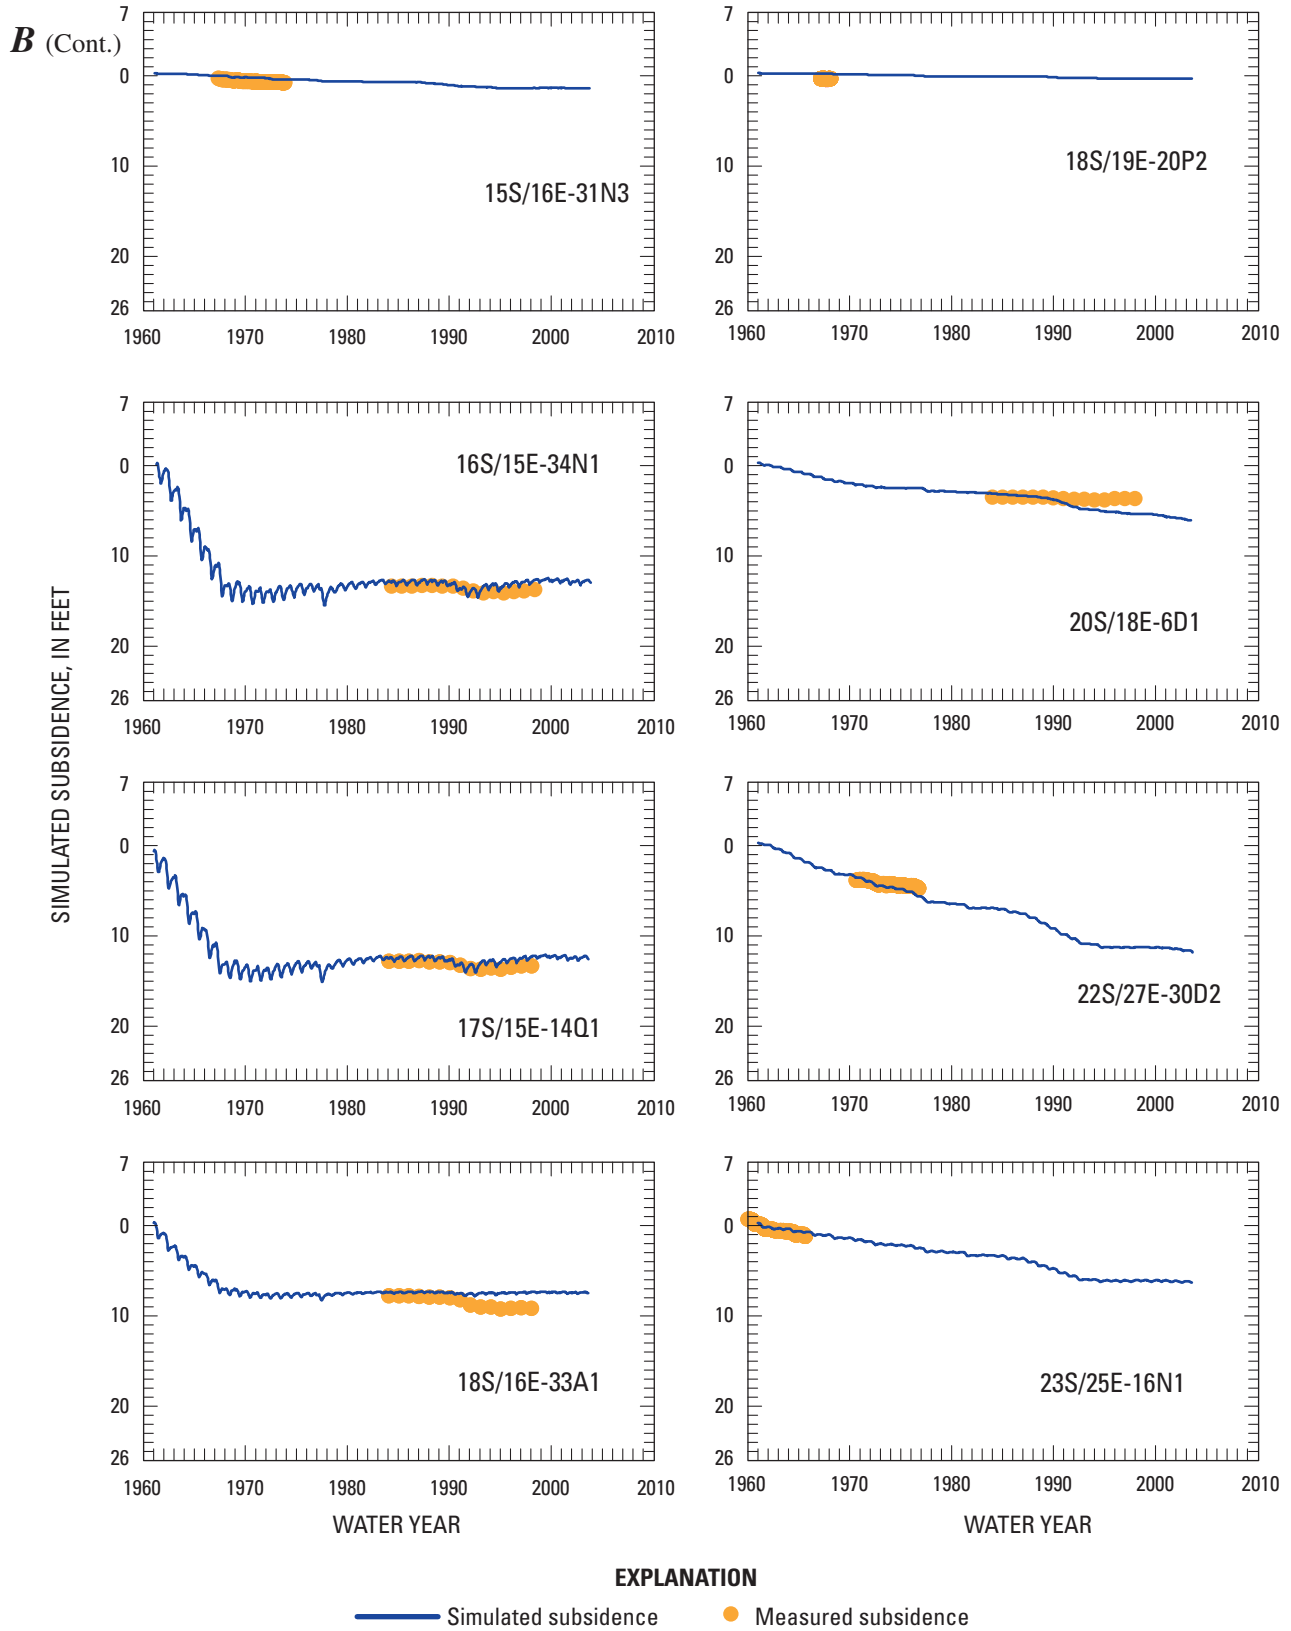 B (Cont.)
7
0
10
20
26
1960 1970 1980 1990 2000 2010
15S/16E-31N3
7
0
10
20
26
1960 1970 1980 1990 2000 2010
18S/19E-20P2
SIMULATED SUBSIDENCE, IN FEET
7
0
10
20
26
1960 1970 1980 1990 2000 2010
16S/15E-34N1
7
0
10
20
26
1960 1970 1980 1990 2000 2010
20S/18E-6D1
7
0
10
20
26
1960 1970 1980 1990 2000 2010
17S/15E-14Q1
7
0
10
20
26
1960 1970 1980 1990 2000 2010
22S/27E-30D2
7
0
10
20
26
1960 1970 1980 1990 2000 2010
18S/16E-33A1
WATER YEAR
7
0
10
20
26
1960 1970 1980 1990 2000 2010
23S/25E-16N1
WATER YEAR
EXPLANATION
Simulated subsidence
Measured subsidence